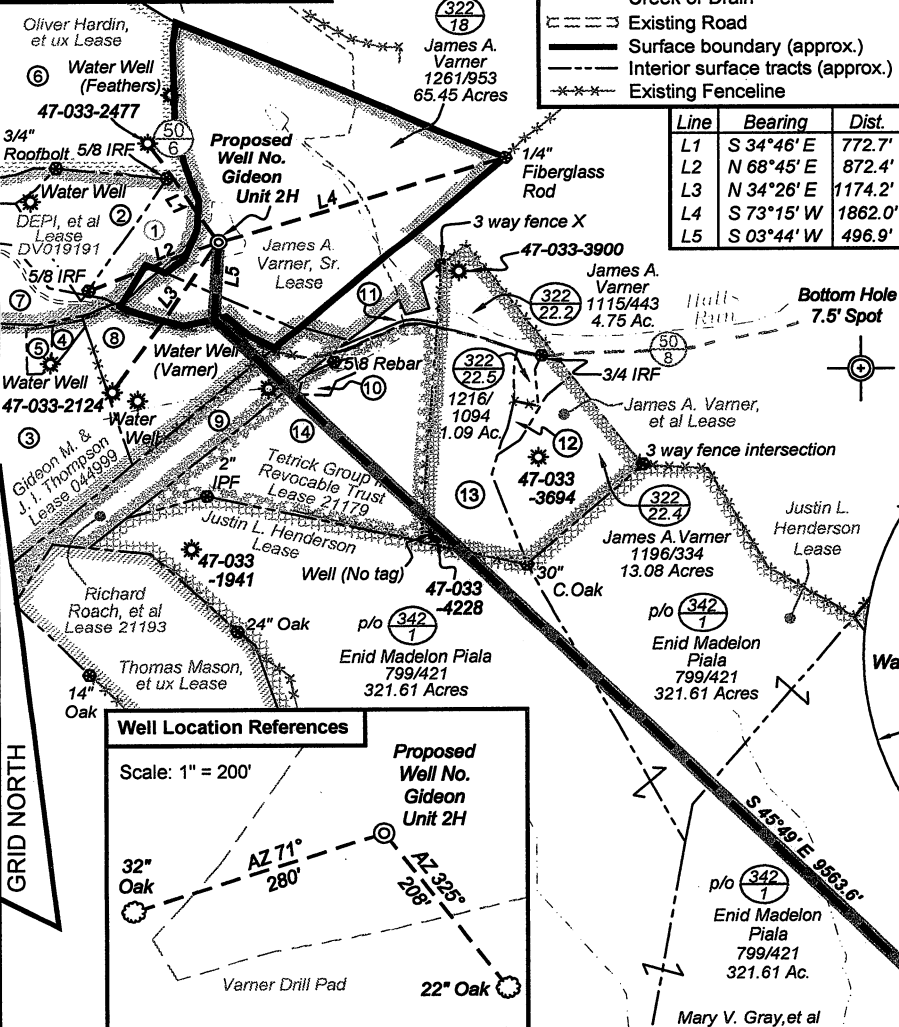 Creek or Drain
Existing Road
Surface boundary (approx.)
Interior surface tracts (approx.)
Existing Fenceline
Line Bearing Dist.
L1 S 34°46' E 772.7'
L2 N 68°45' E 872.4'
L3 N 34°26' E 1174.2'
L4 S 73°15' W 1862.0'
L5 S 03°44' W 496.9'
Oliver Hardin,
et ux Lease
6
Water Well
(Feathers)
47-033-2477
50
6
322
18
James A.
Varner
1261/953
65.45 Acres
3/4"
Roofbolt
5/8 IRF
Proposed
Well No.
Gideon
Unit 2H
1/4"
Fiberglass
Rod
Water Well
2
DEPI, et al
Lease
DV019191
1
L1
L2
L3
L4
L5
James A.
Varner, Sr.
Lease
3 way fence X
47-033-3900
5/8 IRF
7
11
322
22.2
James A.
Varner
1115/443
4.75 Ac.
Hulls
Run
50
8
Bottom Hole
7.5' Spot
5
4
8
Water Well
(Varner)
5\8 Rebar
10
322
22.5
1216/
1094
1.09 Ac.
3/4 IRF
Water Well
47-033-2124
Water
Well
9
14
12
James A. Varner,
et al Lease
3
Gideon M. &
J. I. Thompson
Lease 044999
2"
IPF
Tetrick Group
Revocable Trust
Lease 21179
13
47-033
-3694
3 way fence intersection
322
22.4
James A. Varner
1196/334
13.08 Acres
Justin L.
Henderson
Lease
Justin L. Henderson
Lease
47-033
-1941
Well (No tag)
47-033
-4228
30"
C.Oak
Richard
Roach, et al
Lease 21193
24" Oak
p/o 342
1
Enid Madelon Piala
799/421
321.61 Acres
p/o 342
1
Enid Madelon
Piala
799/421
321.61 Acres
Thomas Mason,
et ux Lease
14"
Oak
Wa
Well Location References
Scale: 1" = 200'
Proposed
Well No.
Gideon
Unit 2H
32"
Oak
AZ 71°
280'
AZ 325°
208'
Varner Drill Pad
22" Oak
GRID NORTH
S 45°49' E 9563.6'
p/o 342
1
Enid Madelon
Piala
799/421
321.61 Ac.
Mary V. Gray,et al